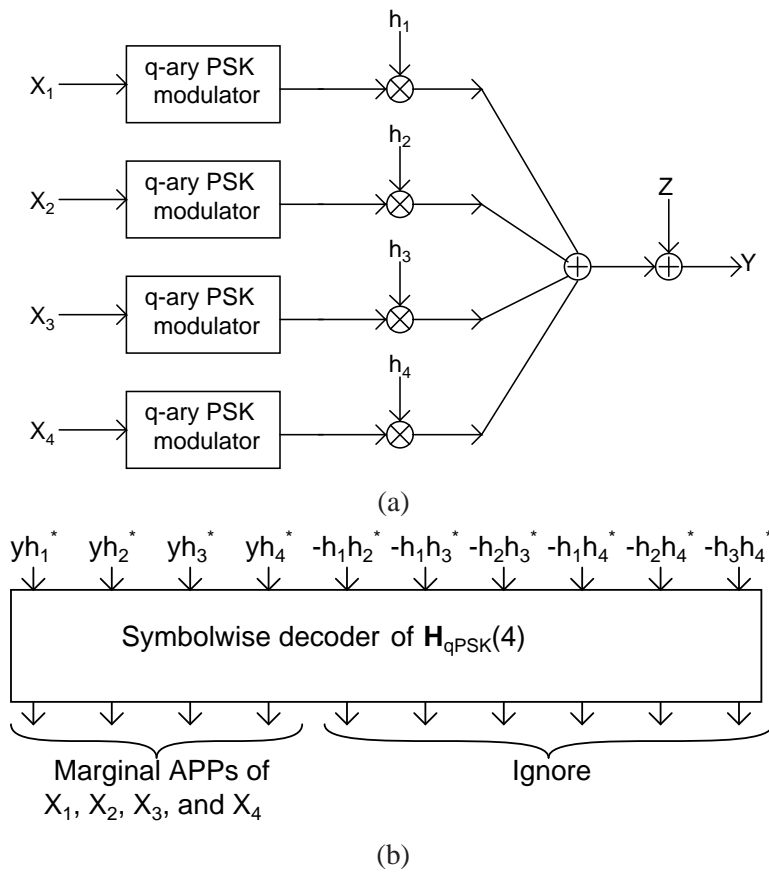 h₁
X₁
q-ary PSK
modulator
h₂
X₂
q-ary PSK
modulator
Z
Y
h₃
X₃
q-ary PSK
modulator
h₄
X₄
q-ary PSK
modulator
(a)
yh₁* yh₂* yh₃* yh₄* -h₁h₂* -h₁h₃* -h₂h₃* -h₁h₄* -h₂h₄* -h₃h₄*
Symbolwise decoder of H_qPSK(4)
Marginal APPs of
X₁, X₂, X₃, and X₄
Ignore
(b)